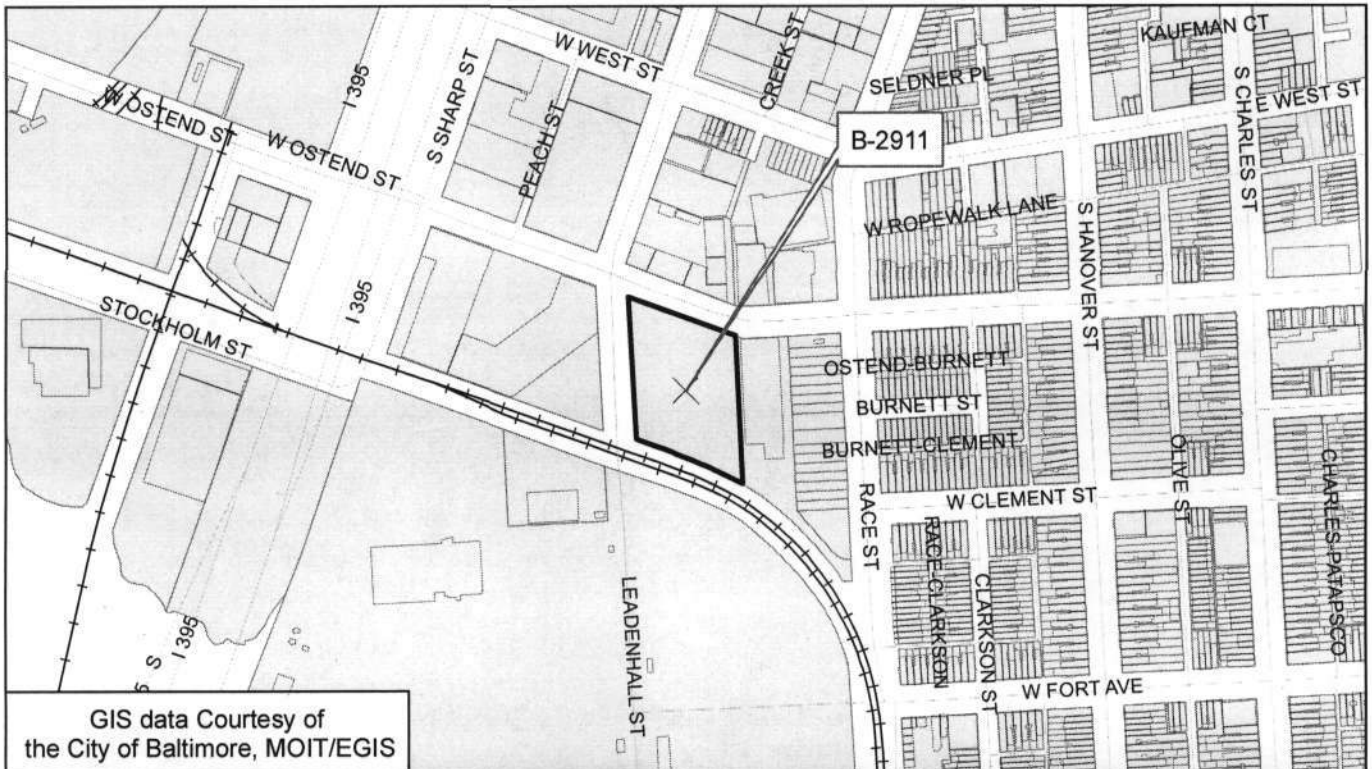 KAUFMAN CT
W WEST ST
CREEK ST
I 395
S SHARP ST
SELDNER PL
S CHARLES ST
E WEST ST
W OSTEND ST
W OSTEND ST
PEACH ST
B-2911
W ROPEWALK LANE
S HANOVER ST
STOCKHOLM ST
I 395
OSTEND-BURNETT
BURNETT ST
BURNETT-CLEMENT
OLIVE ST
CHARLES-PATAPSCO
W CLEMENT ST
RACE ST
RACE-CLARKSON
CLARKSON ST
LEADENHALL ST
I 395
S
W FORT AVE
GIS data Courtesy of
the City of Baltimore, MOIT/EGIS